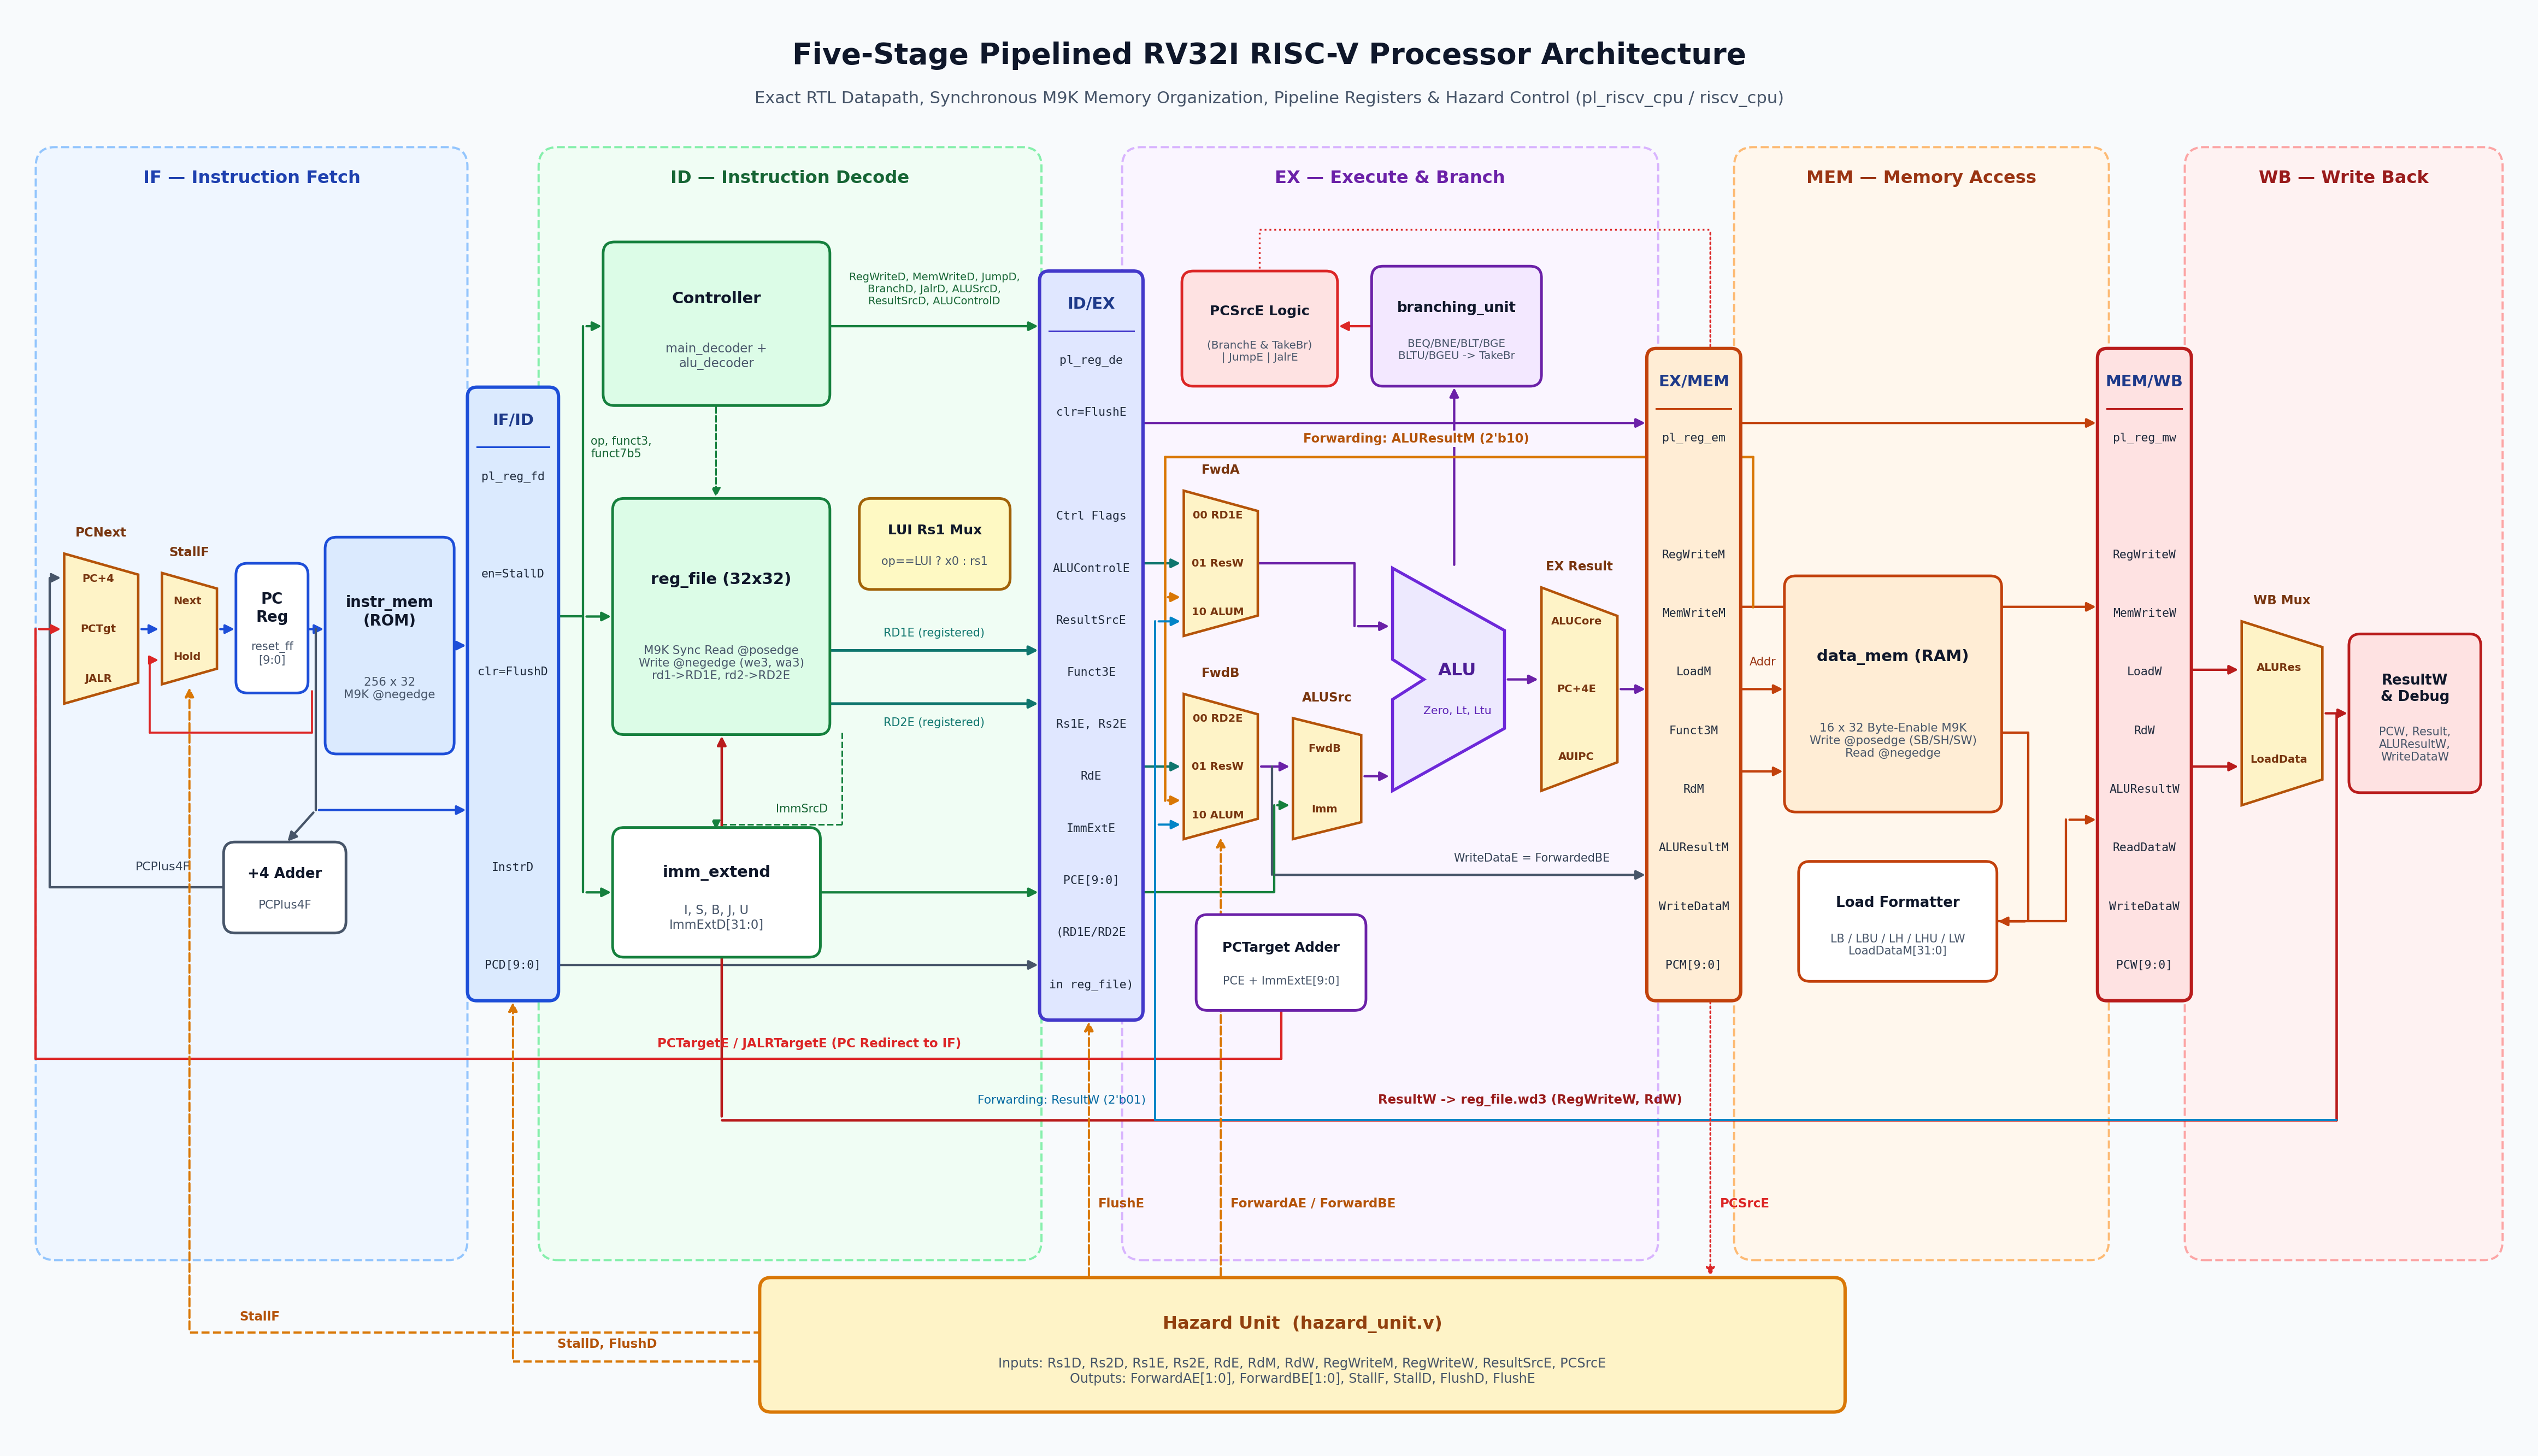 Five-Stage Pipelined RV32I RISC-V Processor Architecture
Exact RTL Datapath, Synchronous M9K Memory Organization, Pipeline Registers & Hazard Control (pl_riscv_cpu / riscv_cpu)
IF — Instruction Fetch
PCNext
PC+4
PCTgt
JALR
StallF
Next
Hold
PC
Reg
reset_ff
[9:0]
instr_mem
(ROM)
256 x 32
M9K @negedge
PCPlus4F
+4 Adder
PCPlus4F
IF/ID
pl_reg_fd
en=StallD
clr=FlushD
InstrD
PCD[9:0]
ID — Instruction Decode
Controller
main_decoder +
alu_decoder
RegWriteD, MemWriteD, JumpD,
BranchD, JalrD, ALUSrcD,
ResultSrcD, ALUControlD
op, funct3,
funct7b5
reg_file (32x32)
M9K Sync Read @posedge
Write @negedge (we3, wa3)
rd1->RD1E, rd2->RD2E
LUI Rs1 Mux
op==LUI ? x0 : rs1
RD1E (registered)
RD2E (registered)
ImmSrcD
imm_extend
I, S, B, J, U
ImmExtD[31:0]
ID/EX
pl_reg_de
clr=FlushE
Ctrl Flags
ALUControlE
ResultSrcE
Funct3E
Rs1E, Rs2E
RdE
ImmExtE
PCE[9:0]
(RD1E/RD2E
in reg_file)
EX — Execute & Branch
PCSrcE Logic
(BranchE & TakeBr)
| JumpE | JalrE
branching_unit
BEQ/BNE/BLT/BGE
BLTU/BGEU -> TakeBr
Forwarding: ALUResultM (2'b10)
FwdA
00 RD1E
01 ResW
10 ALUM
FwdB
00 RD2E
01 ResW
10 ALUM
ALUSrc
FwdB
Imm
ALU
Zero, Lt, Ltu
EX Result
ALUCore
PC+4E
AUIPC
WriteDataE = ForwardedBE
PCTarget Adder
PCE + ImmExtE[9:0]
EX/MEM
pl_reg_em
RegWriteM
MemWriteM
LoadM
Funct3M
RdM
ALUResultM
WriteDataM
PCM[9:0]
MEM — Memory Access
Addr
data_mem (RAM)
16 x 32 Byte-Enable M9K
Write @posedge (SB/SH/SW)
Read @negedge
Load Formatter
LB / LBU / LH / LHU / LW
LoadDataM[31:0]
MEM/WB
pl_reg_mw
RegWriteW
MemWriteW
LoadW
RdW
ALUResultW
ReadDataW
WriteDataW
PCW[9:0]
WB — Write Back
WB Mux
ALURes
LoadData
ResultW
& Debug
PCW, Result,
ALUResultW,
WriteDataW
PCTargetE / JALRTargetE (PC Redirect to IF)
Forwarding: ResultW (2'b01)
ResultW -> reg_file.wd3 (RegWriteW, RdW)
FlushE
ForwardAE / ForwardBE
PCSrcE
StallF
StallD, FlushD
Hazard Unit (hazard_unit.v)
Inputs: Rs1D, Rs2D, Rs1E, Rs2E, RdE, RdM, RdW, RegWriteM, RegWriteW, ResultSrcE, PCSrcE
Outputs: ForwardAE[1:0], ForwardBE[1:0], StallF, StallD, FlushD, FlushE